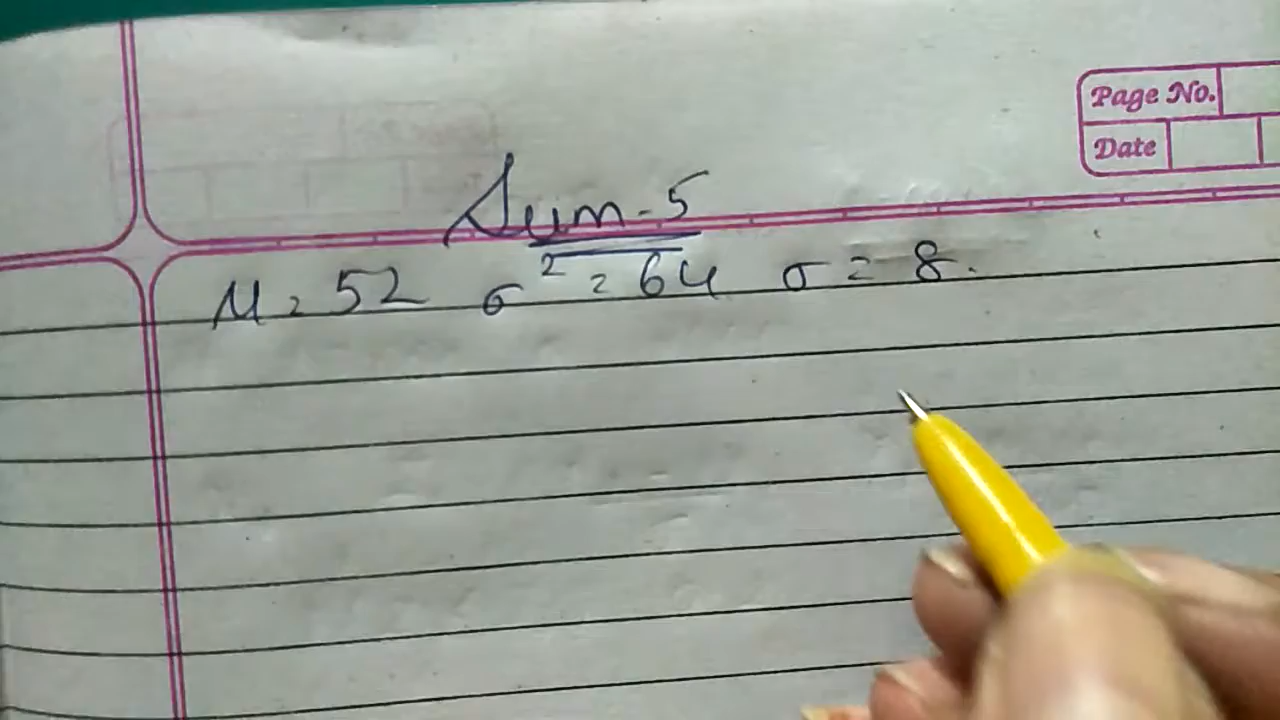 Page No.
Date
Sum-5
μ = 52 σ² = 64 σ = 8.